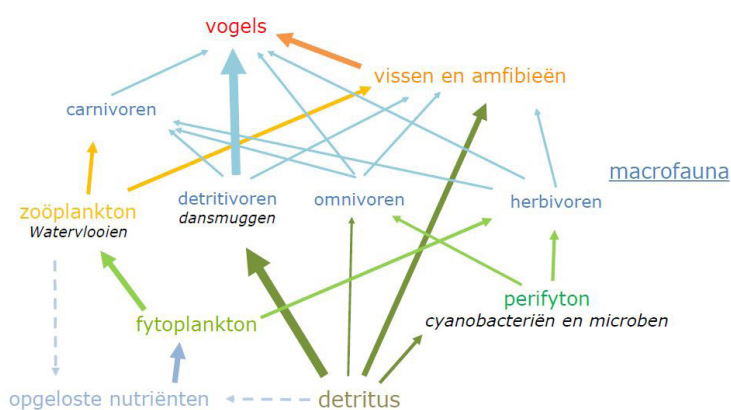 vogels
vissen en amfibieën
carnivoren
macrofauna
zoöplankton
Watervlooien
detritivoren
dansmuggen
omnivoren
herbivoren
perifyton
cyanobacteriën en microben
fytoplankton
opgeloste nutriënten
detritus